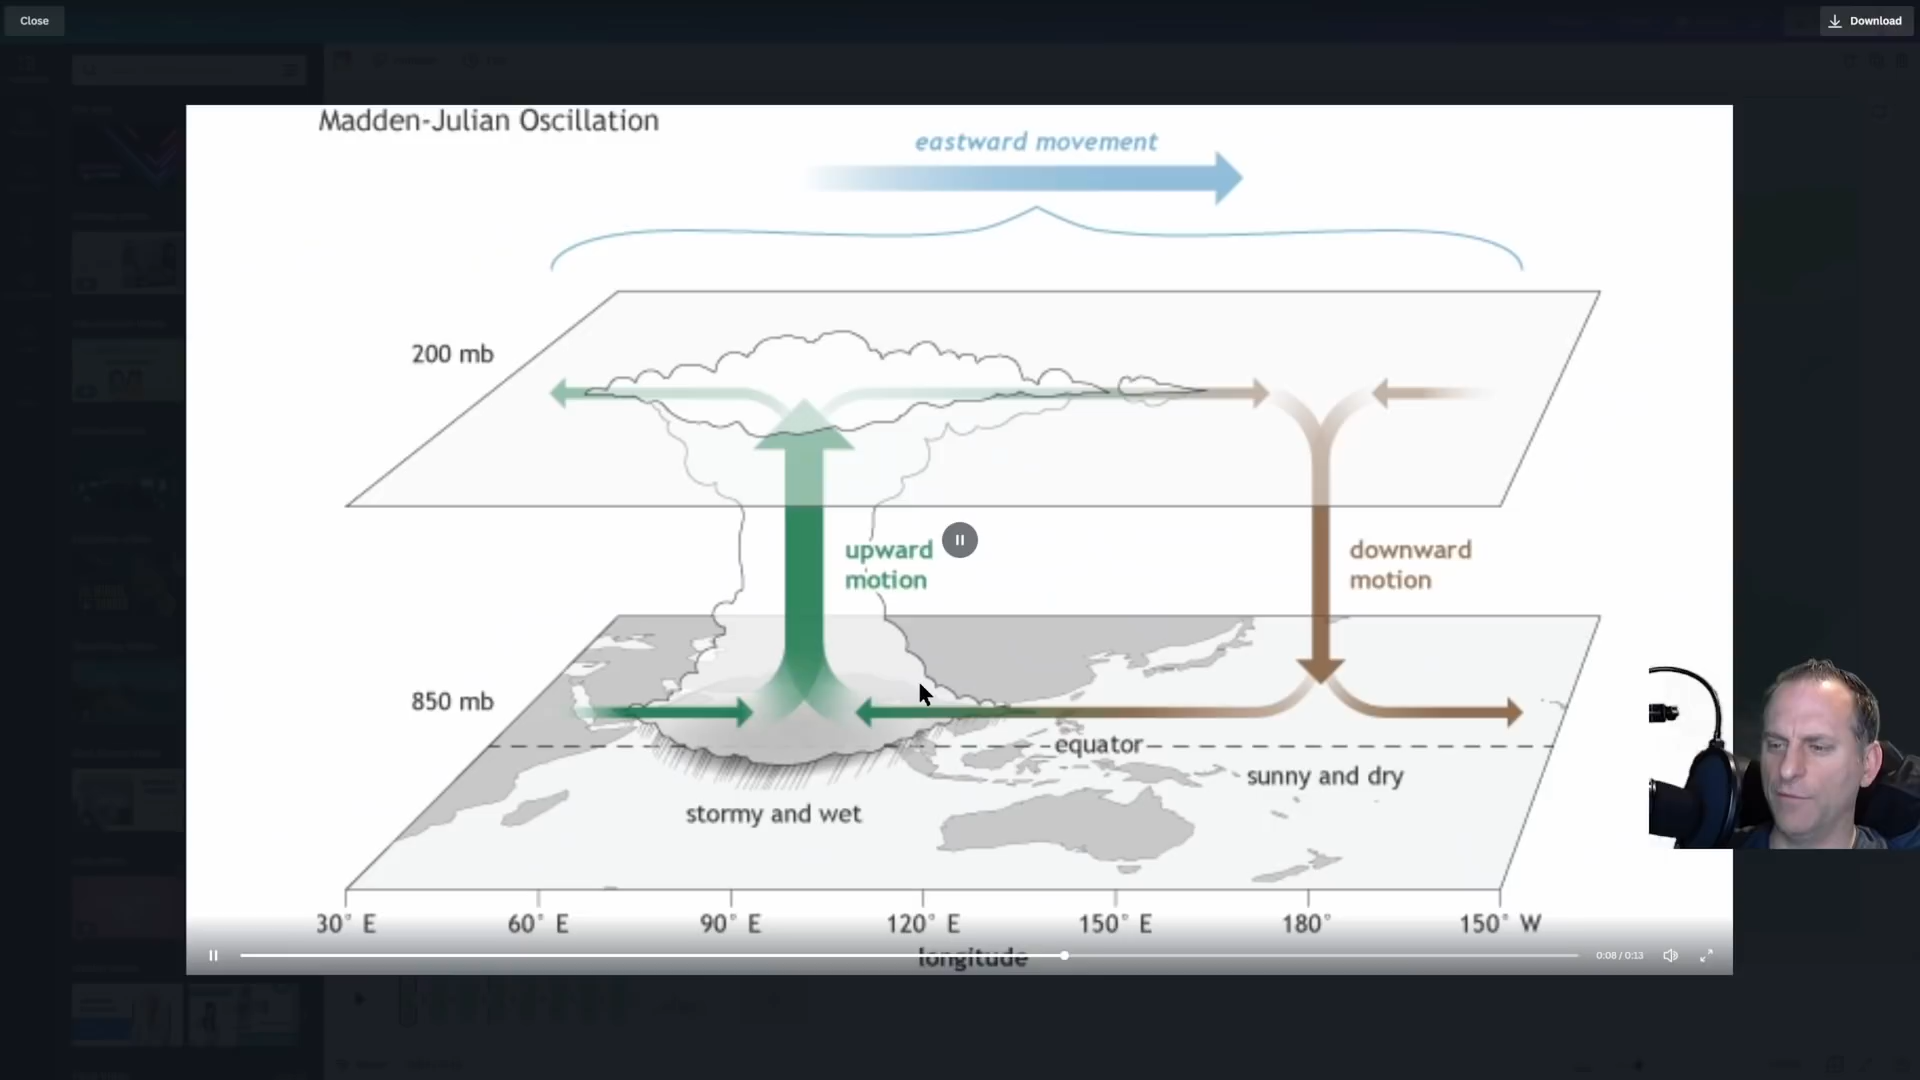 Close
Download
Madden-Julian Oscillation
eastward movement
200 mb
upward
motion
downward
motion
850 mb
equator
sunny and dry
stormy and wet
30° E 60° E 90° E 120° E 150° E 180° 150° W
longitude
0:08 / 0:13